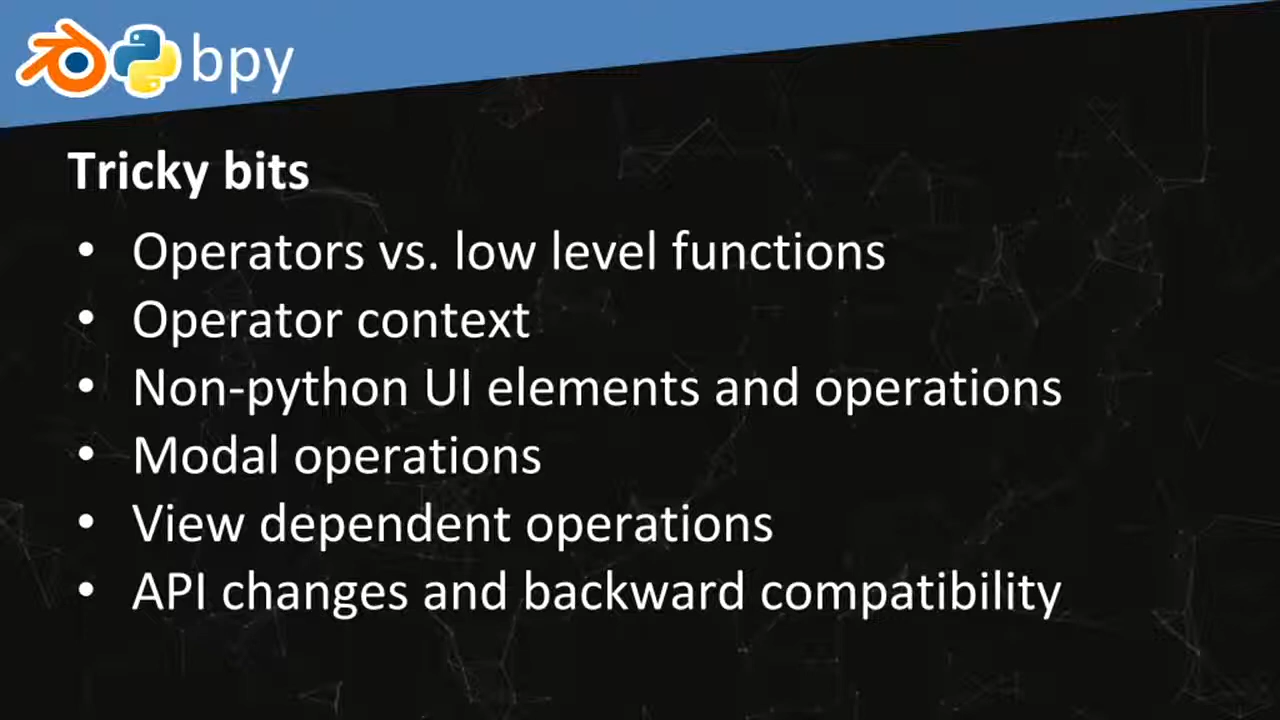 bpy
Tricky bits
• Operators vs. low level functions
• Operator context
• Non-python UI elements and operations
• Modal operations
• View dependent operations
• API changes and backward compatibility